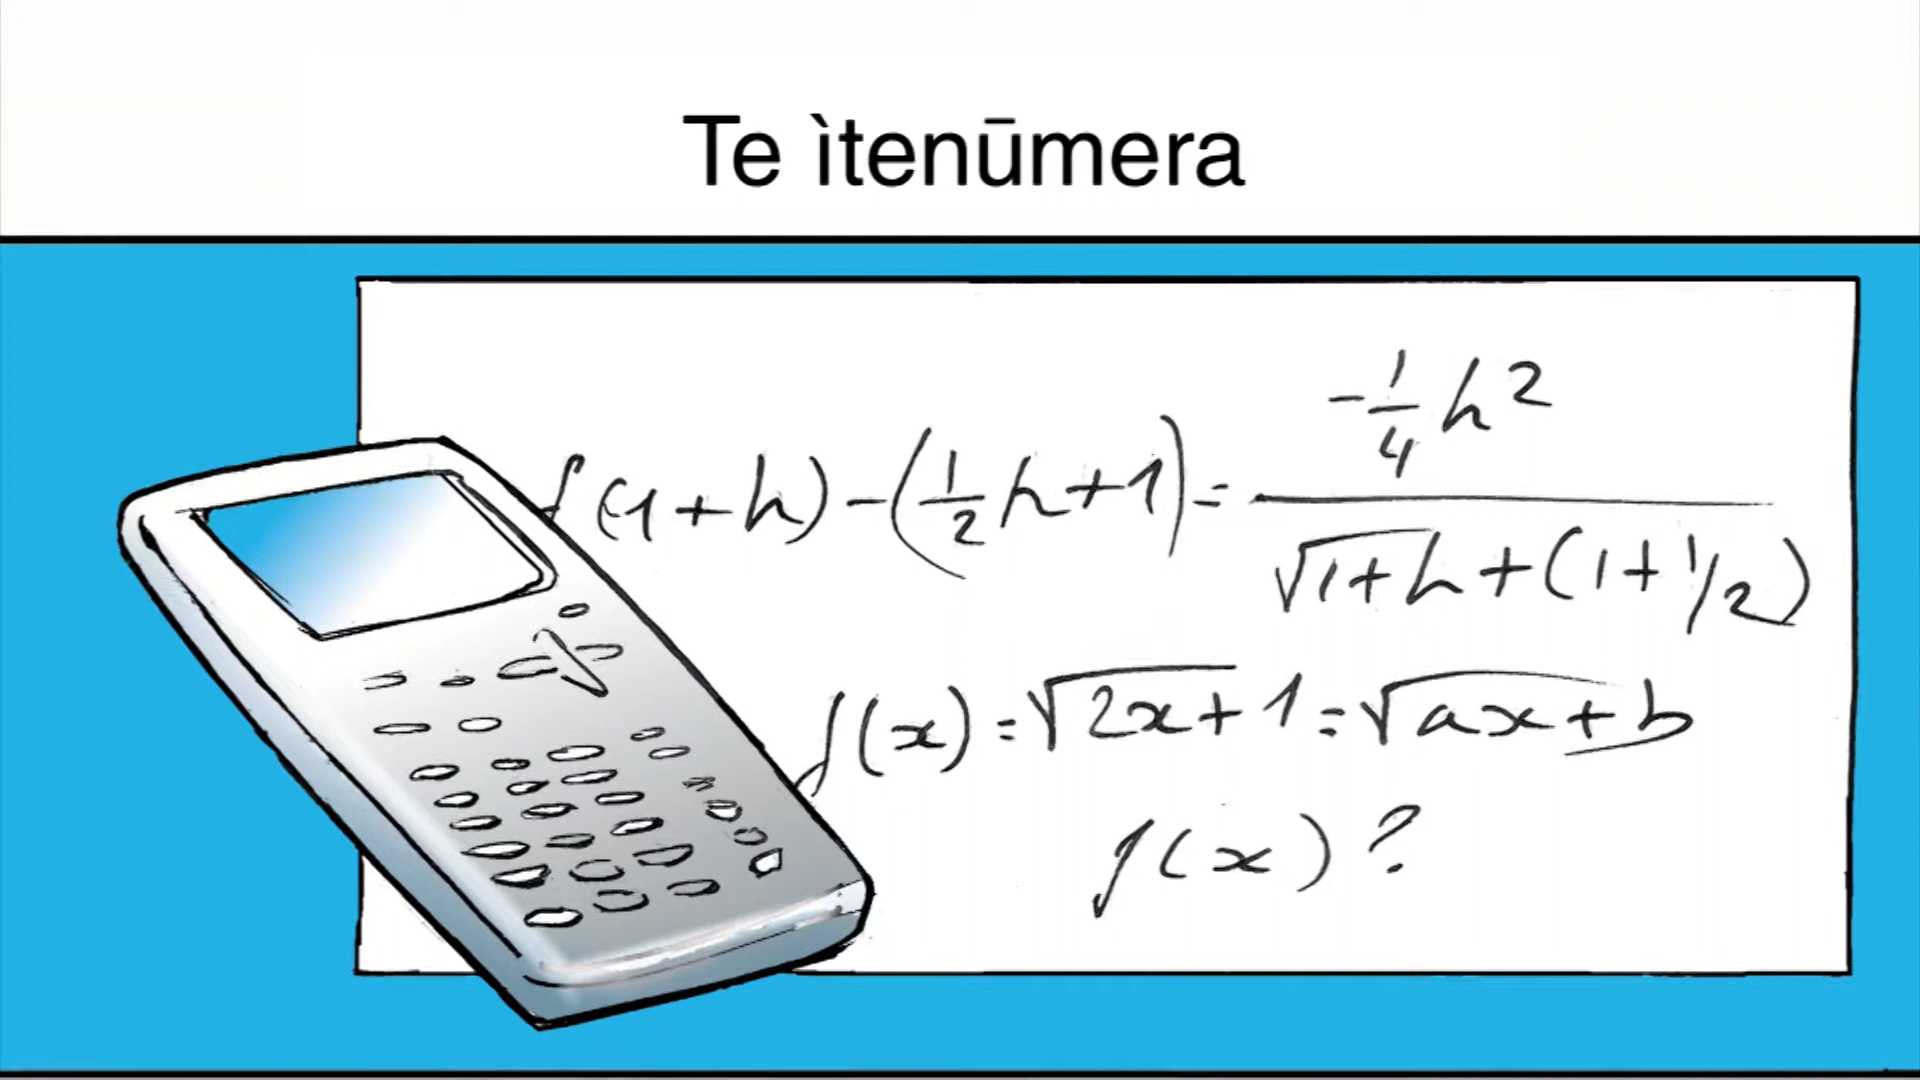 Te ìtenūmera
f(1+h)-(½h+1)= -¼h² / √1+h+(1+1/2)
f(x)=√2x+1=√ax+b
f(x)?